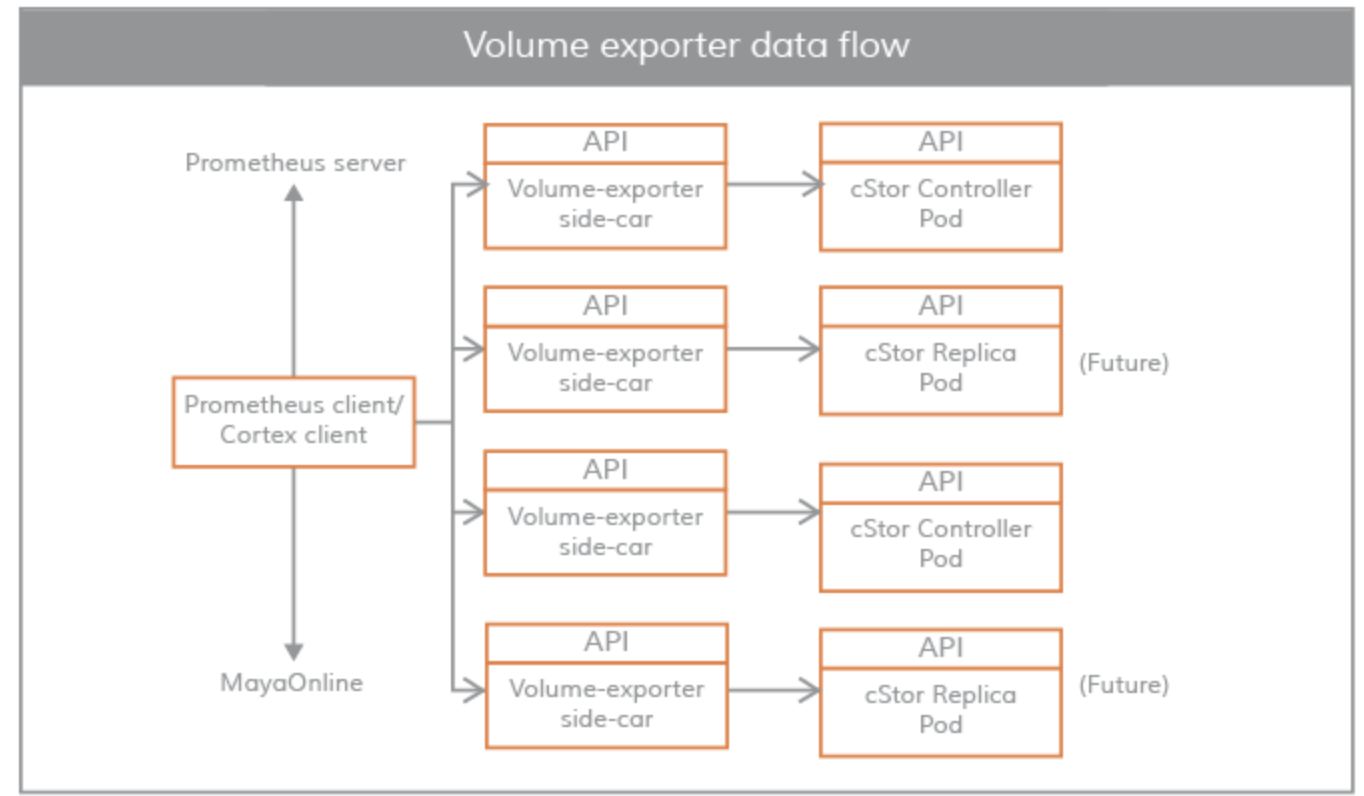 Volume exporter data flow
Prometheus server
Prometheus client/
Cortex client
MayaOnline
API
Volume-exporter
side-car
API
cStor Controller
Pod
API
Volume-exporter
side-car
API
cStor Replica
Pod
(Future)
API
Volume-exporter
side-car
API
cStor Controller
Pod
API
Volume-exporter
side-car
API
cStor Replica
Pod
(Future)